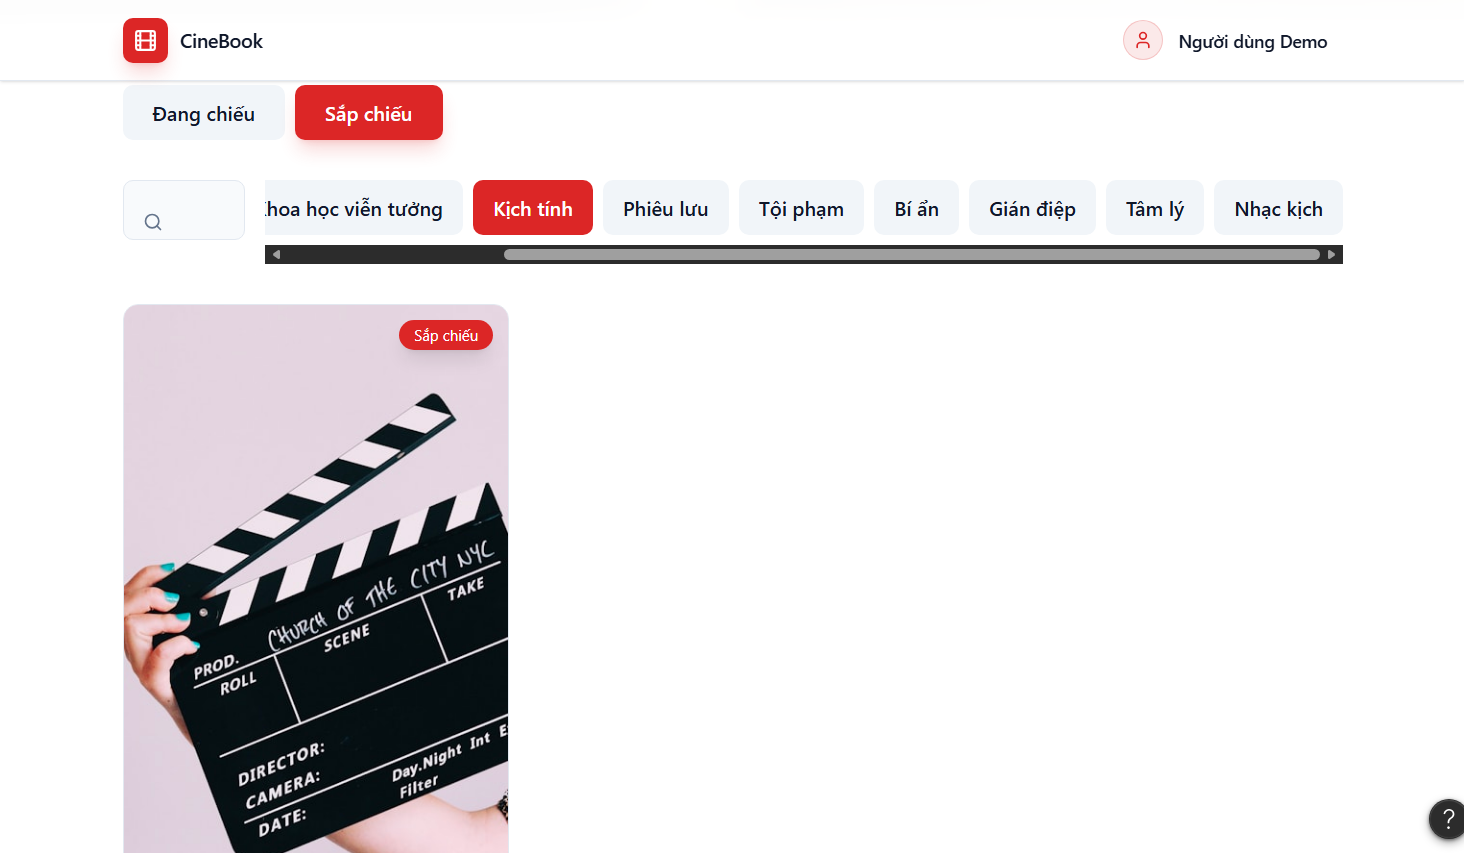 CineBook
Người dùng Demo
Đang chiếu
Sắp chiếu
hoa học viễn tưởng
Kịch tính
Phiêu lưu
Tội phạm
Bí ẩn
Gián điệp
Tâm lý
Nhạc kịch
Sắp chiếu
CHURCH OF THE CITY NYC
PROD.
ROLL
SCENE
TAKE
DIRECTOR:
CAMERA:
DATE:
Day.Night Int
Filter
?